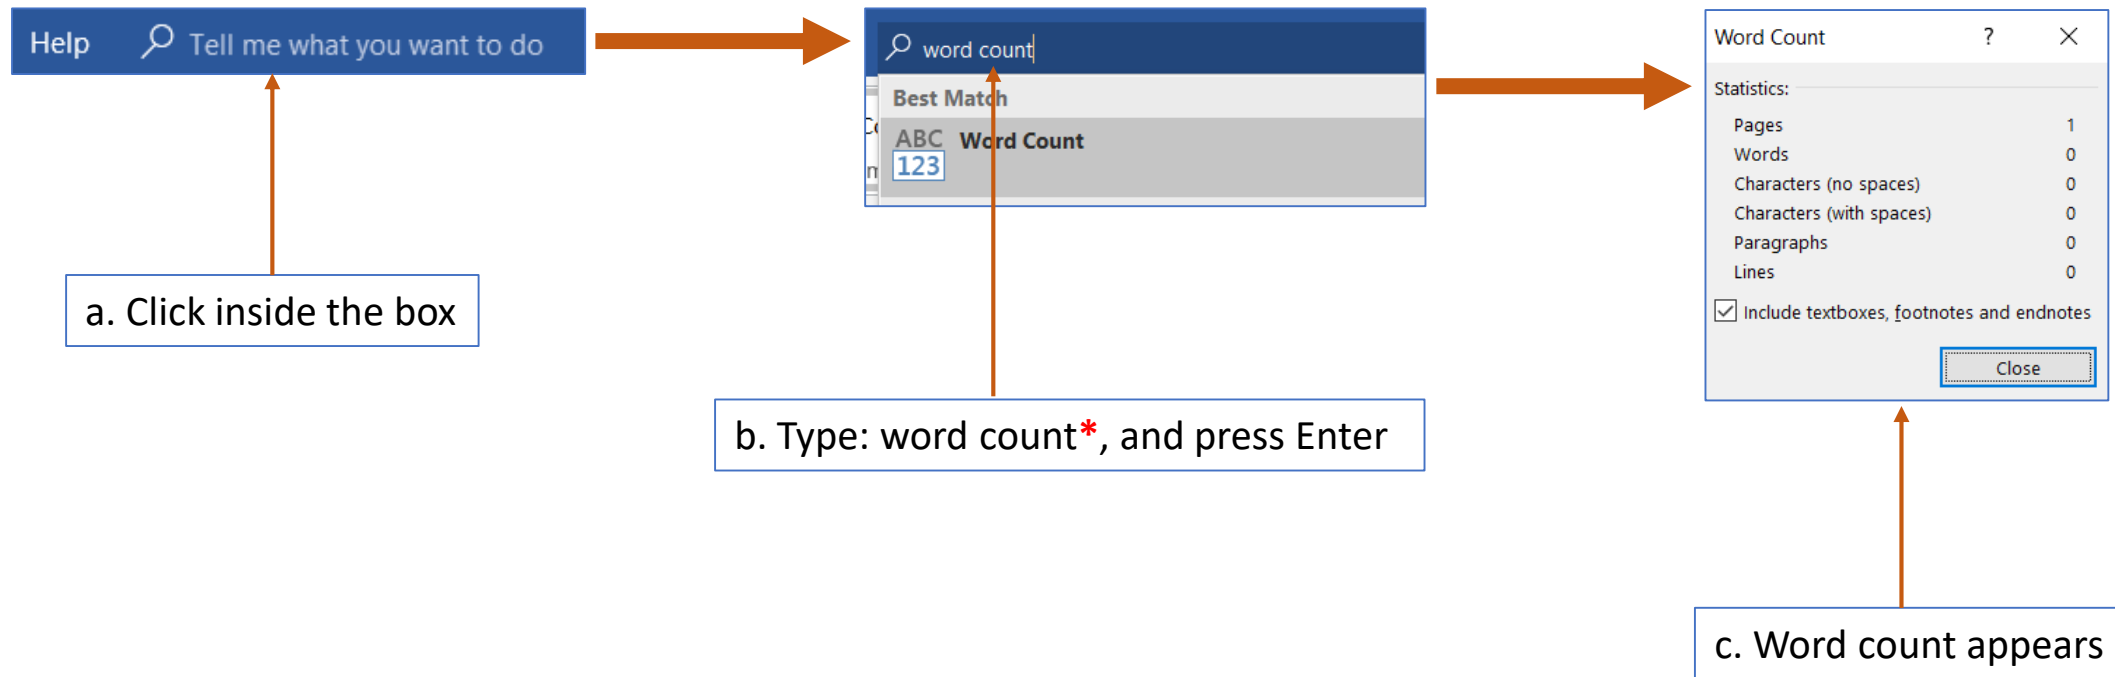 Help Tell me what you want to do
a. Click inside the box
word count
Best Match
ABC Word Count
123
b. Type: word count*, and press Enter
Word Count ? ×
Statistics:
Pages 1
Words 0
Characters (no spaces) 0
Characters (with spaces) 0
Paragraphs 0
Lines 0
Include textboxes, footnotes and endnotes
Close
c. Word count appears